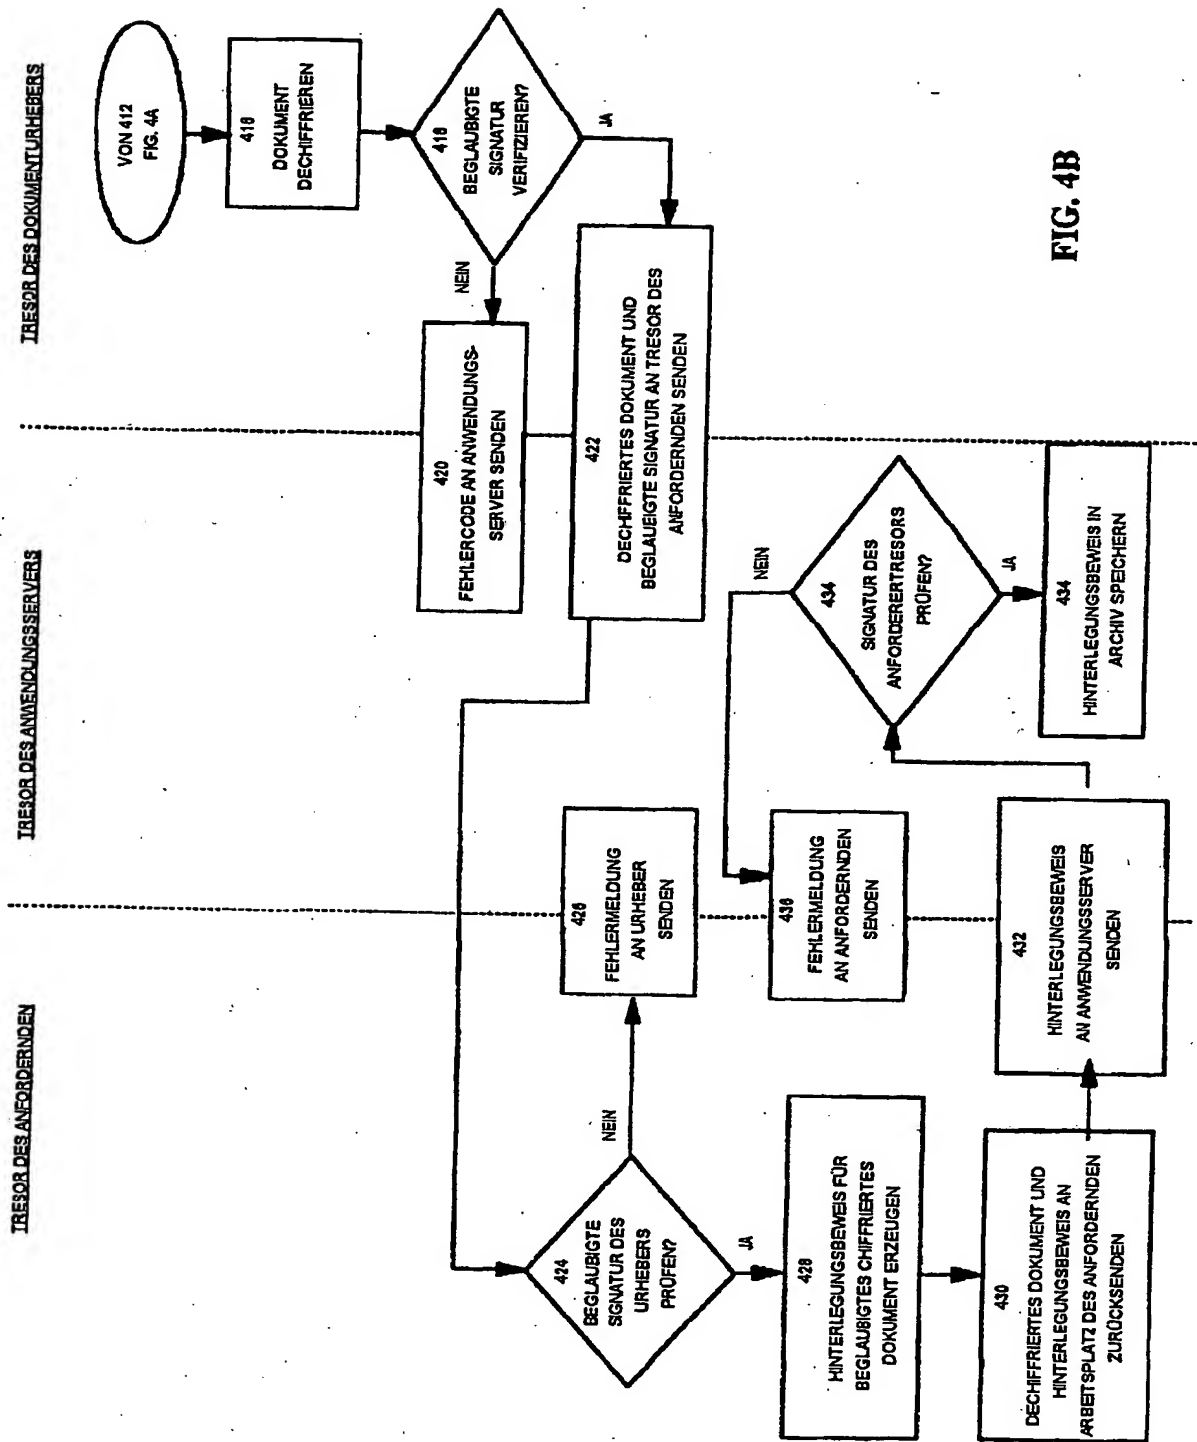 TRESOR DES ANFORDERNDEN
TRESOR DES ANWENDUNGSSERVERS
TRESOR DES DOKUMENTURHEBERS
VON 412
FIG. 4A
416
DOKUMENT
DECHIFFRIEREN
418
BEGLAUBIGTE
SIGNATUR
VERIFIZIEREN?
NEIN
JA
420
FEHLERCODE AN ANWENDUNGS-
SERVER SENDEN
422
DECHIFFRIERTES DOKUMENT UND
BEGLAUEIGTE SIGNATUR AN TRESOR DES
ANFORDERNDEN SENDEN
424
BEGLAUBIGTE
SIGNATUR DES
URHEBERS
PRÜFEN?
NEIN
JA
426
FEHLERMELDUNG
AN URHEBER
SENDEN
428
HINTERLEGUNGSBEWEIS FÜR
BEGLAUBIGTES CHIFFRIERTES
DOKUMENT ERZEUGEN
430
DECHIFFRIERTES DOKUMENT UND
HINTERLEGUNGSBEWEIS AN
ARBEITSPLATZ DES ANFORDERNDEN
ZURÜCKSENDEN
432
HINTERLEGUNGSBEWEIS
AN ANWENDUNGSSERVER
SENDEN
434
SIGNATUR DES
ANFORDERERTRESORS
PRÜFEN?
NEIN
JA
436
FEHLERMELDUNG
AN ANFORDERNDEN
SENDEN
434
HINTERLEGUNGSBEWEIS IN
ARCHIV SPEICHERN
FIG. 4B